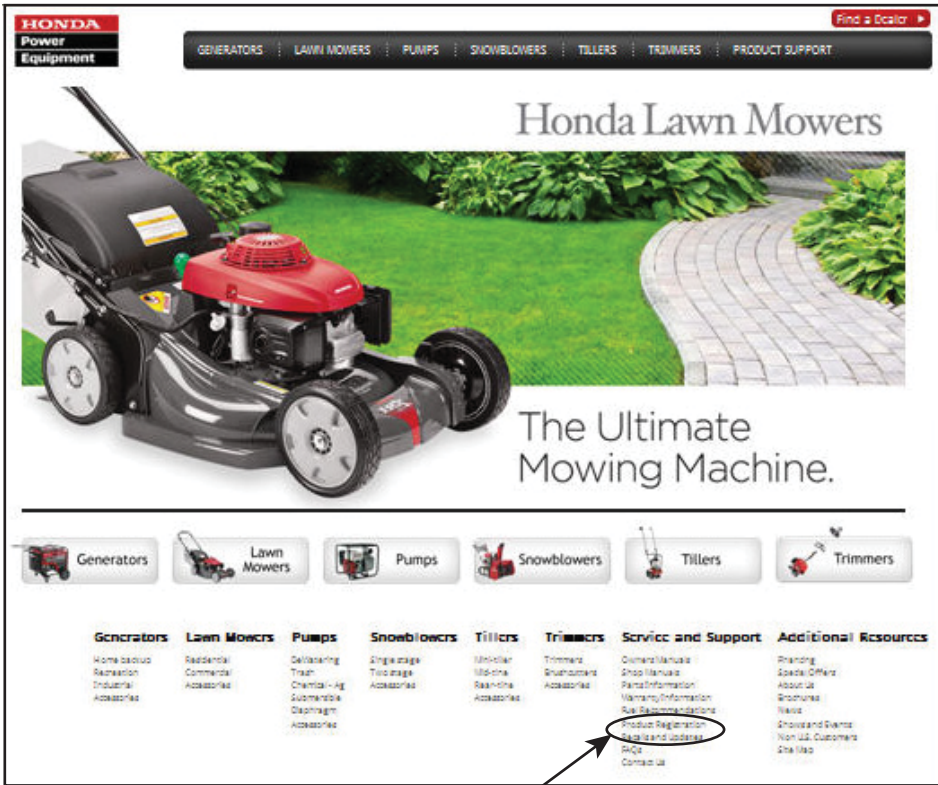 HONDA
Power
Equipment
Find a Dealer
GENERATORS LAWN MOWERS PUMPS SNOWBLOWERS TILLERS TRIMMERS PRODUCT SUPPORT
Honda Lawn Mowers
HRX
The Ultimate
Mowing Machine.
Generators
Lawn
Mowers
Pumps
Snowblowers
Tillers
Trimmers
Generators
Home backup
Recreation
Industrial
Accessories
Lawn Mowers
Residential
Commercial
Accessories
Pumps
DeWatering
Trash
Chemical - Ag
Submersible
Diaphragm
Accessories
Snowblowers
Single stage
Two stage
Accessories
Tillers
Mini-tiller
Mid-tine
Rear-tine
Accessories
Trimmers
Trimmers
Brushcutters
Accessories
Service and Support
Owners Manuals
Shop Manuals
Parts Information
Warranty Information
Fuel Recommendations
Product Registration
Recalls and Updates
FAQs
Contact Us
Additional Resources
Financing
Special Offers
About Us
Brochures
News
Shows and Events
Non U.S. Customers
Site Map